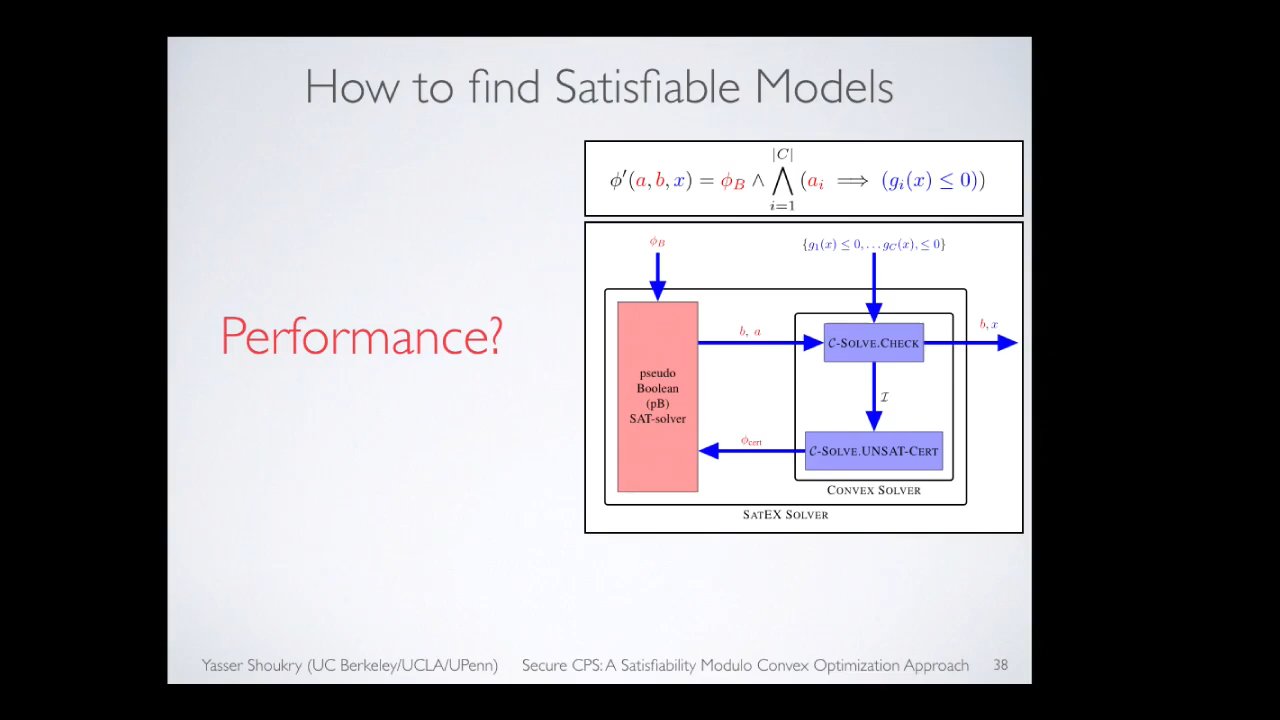 How to find Satisfiable Models
|C|
ϕ′(a, b, x) = ϕ_B ∧ ⋀ (a_i ⟹ (g_i(x) ≤ 0))
i=1
ϕ_B
{g_1(x) ≤ 0, … g_C(x), ≤ 0}
Performance?
b, a
C-SOLVE.CHECK
b, x
pseudo
Boolean
(pB)
SAT-solver
I
ϕ_cert
C-SOLVE.UNSAT-CERT
CONVEX SOLVER
SATEX SOLVER
Yasser Shoukry (UC Berkeley/UCLA/UPenn) Secure CPS: A Satisfiability Modulo Convex Optimization Approach 38